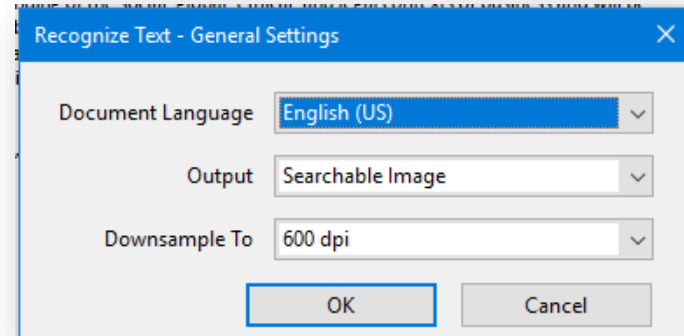 Recognize Text - General Settings
Document Language English (US)
Output Searchable Image
Downsample To 600 dpi
OK Cancel